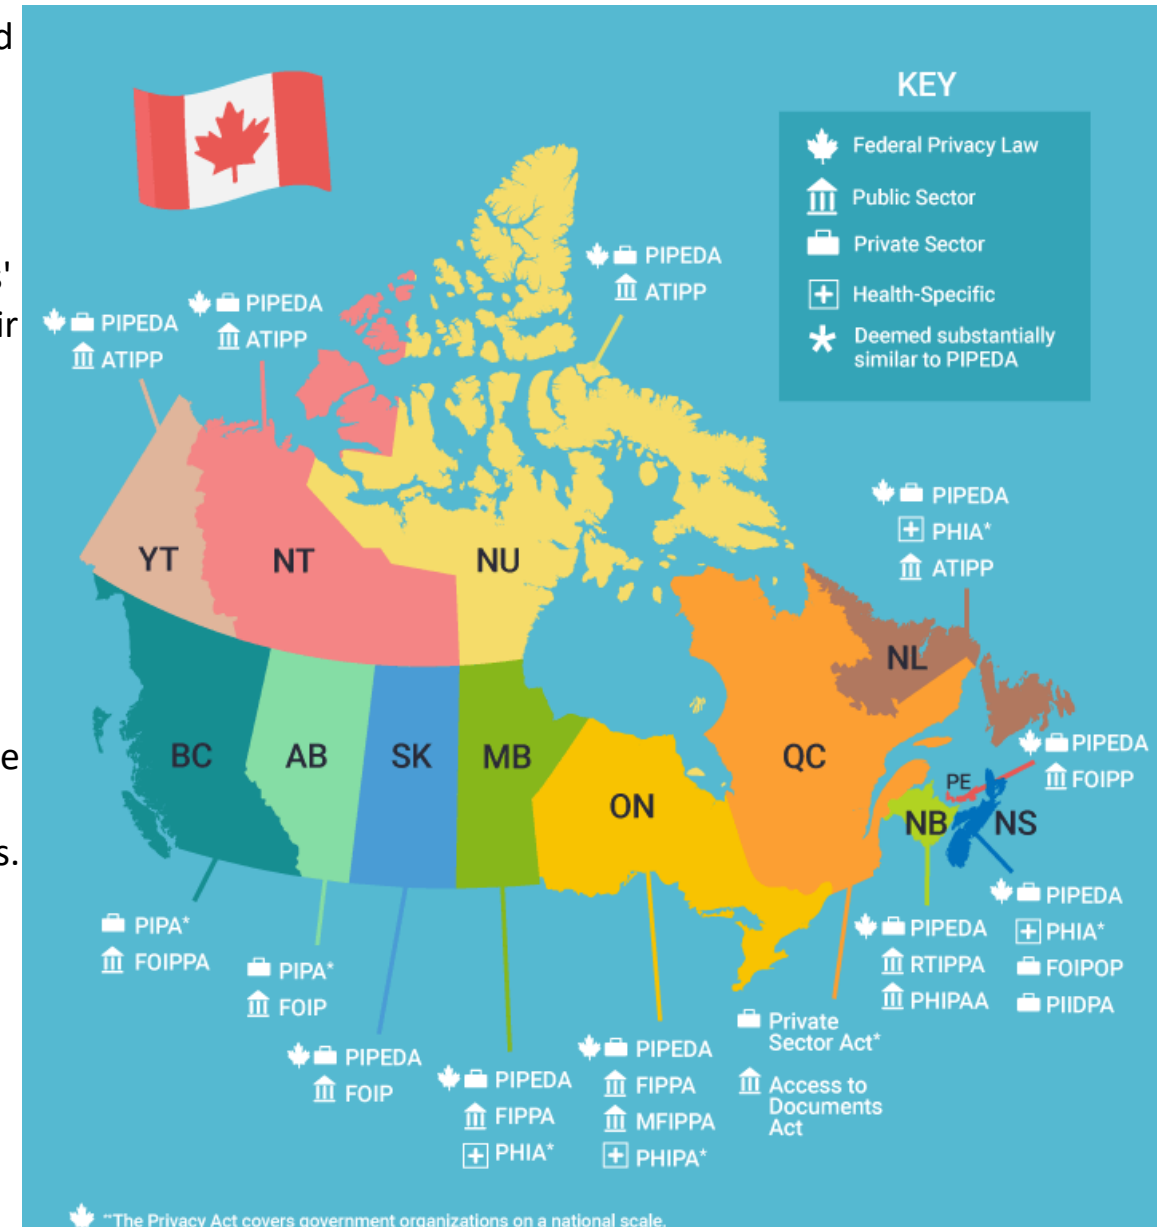 d
KEY
Federal Privacy Law
Public Sector
Private Sector
Health-Specific
Deemed substantially
similar to PIPEDA
s'
ir
PIPEDA
ATIPP
PIPEDA
ATIPP
PIPEDA
ATIPP
PIPEDA
PHIA*
ATIPP
YT
NT
NU
NL
BC
AB
SK
MB
ON
QC
PE
NB
NS
e
s.
PIPEDA
FOIPP
PIPA*
FOIPPA
PIPA*
FOIP
PIPEDA
FOIP
PIPEDA
FIPPA
PHIA*
PIPEDA
FIPPA
MFIPPA
PHIPA*
Private
Sector Act*
Access to
Documents
Act
PIPEDA
RTIPPA
PHIPAA
PIPEDA
PHIA*
FOIPOP
PIIDPA
**The Privacy Act covers government organizations on a national scale.